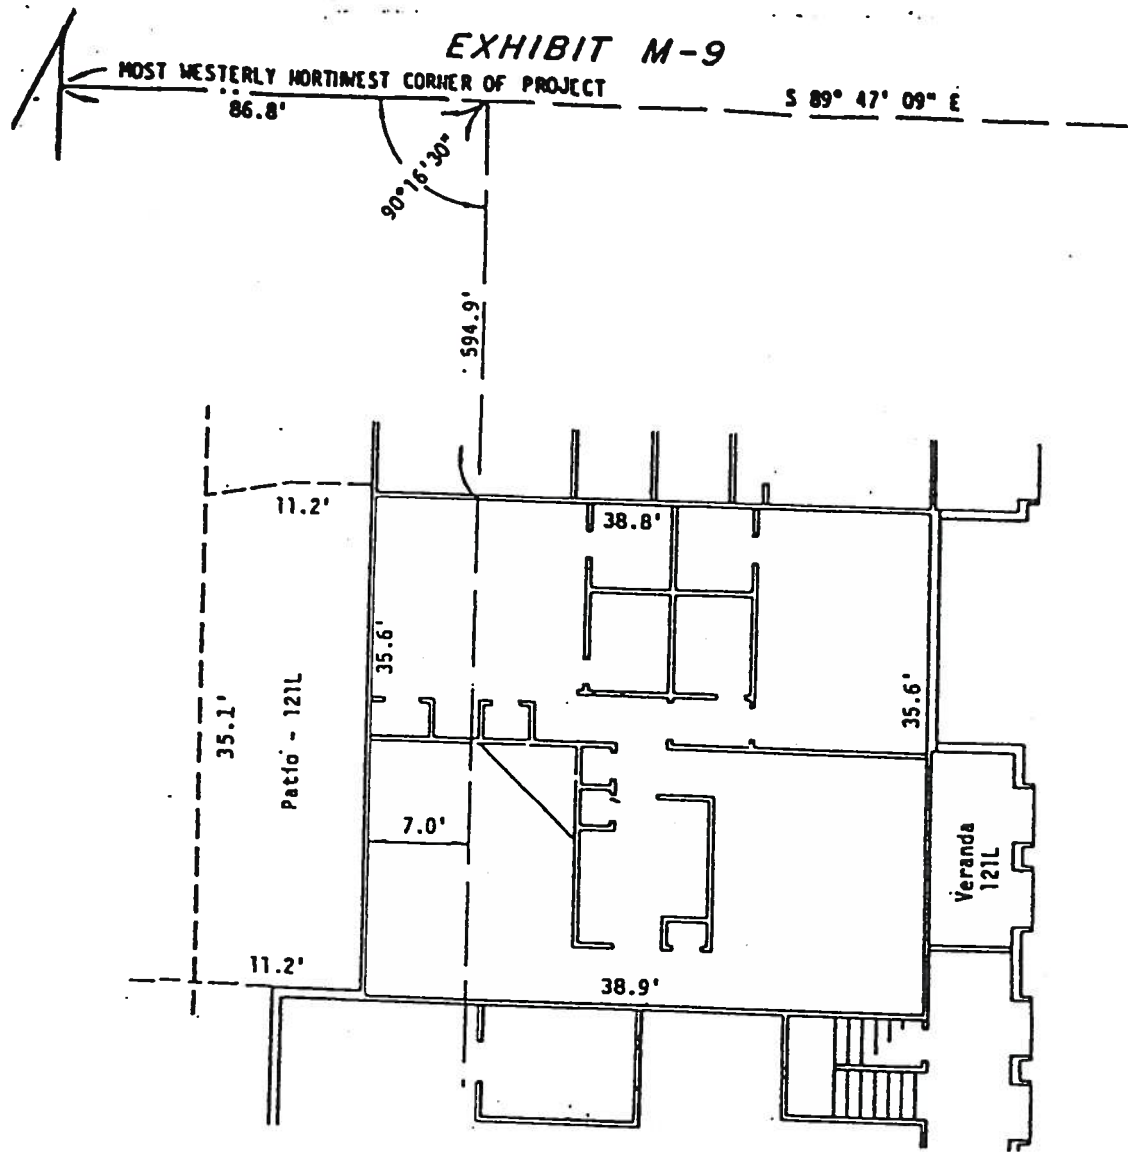 EXHIBIT M-9
MOST WESTERLY NORTHWEST CORNER OF PROJECT
S 89° 47' 09" E
86.8'
90°16'30"
594.9'
11.2'
38.8'
35.6'
35.6'
35.1'
Patio - 121L
7.0'
Veranda
121L
11.2'
38.9'